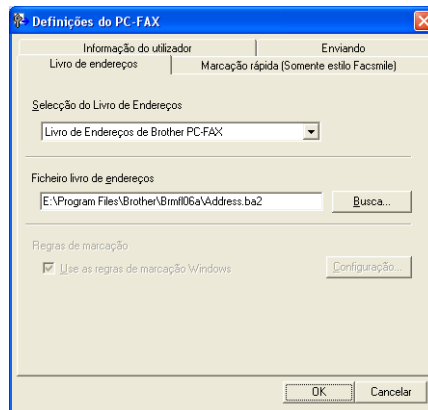 Definições do PC-FAX
Informação do utilizador
Enviando
Livro de endereços
Marcação rápida (Somente estilo Facsmile)
Selecção do Livro de Endereços
Livro de Endereços de Brother PC-FAX
Ficheiro livro de endereços
E:\Program Files\Brother\Brmfl06a\Address.ba2
Busca...
Regras de marcação
Use as regras de marcação Windows
Configuração...
OK
Cancelar